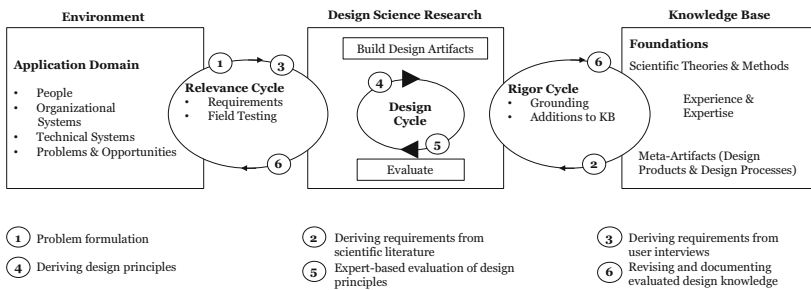 Environment
Design Science Research
Knowledge Base
Application Domain
• People
• Organizational
Systems
• Technical Systems
• Problems & Opportunities
1
3
Relevance Cycle
• Requirements
• Field Testing
6
Build Design Artifacts
4
Design
Cycle
5
Evaluate
6
Rigor Cycle
• Grounding
• Additions to KB
2
Foundations
Scientific Theories & Methods
Experience &
Expertise
Meta-Artifacts (Design
Products & Design Processes)
1 Problem formulation
2 Deriving requirements from
scientific literature
3 Deriving requirements from
user interviews
4 Deriving design principles
5 Expert-based evaluation of design
principles
6 Revising and documenting
evaluated design knowledge